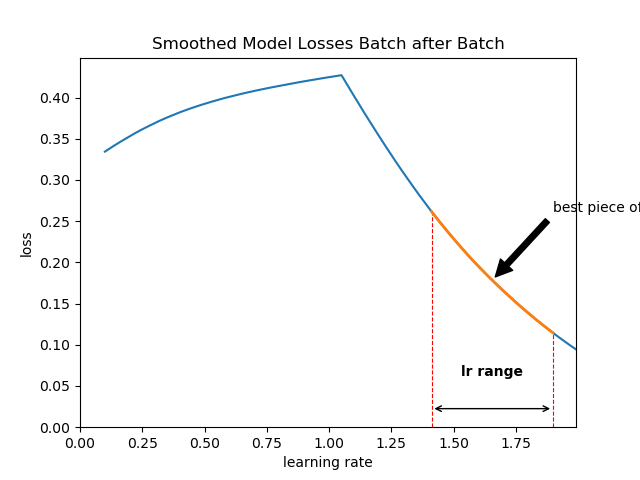 Smoothed Model Losses Batch after Batch
0.40
0.35
0.30
0.25
0.20
0.15
0.10
0.05
0.00
loss
best piece of
lr range
0.00 0.25 0.50 0.75 1.00 1.25 1.50 1.75
learning rate